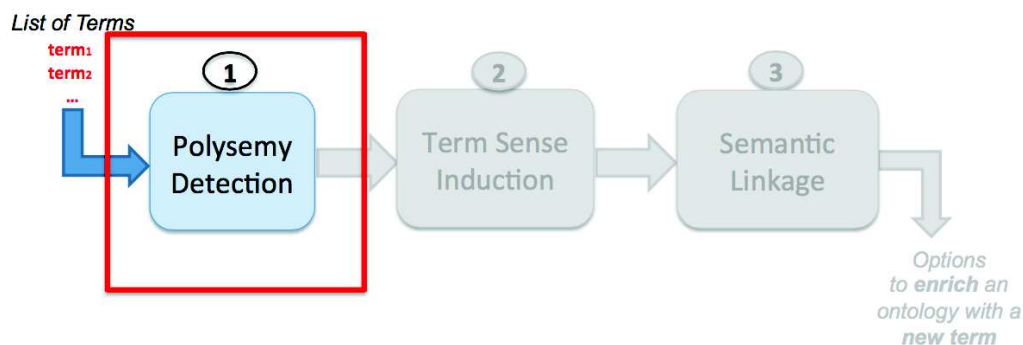 List of Terms
term1
term2
...
1
Polysemy
Detection
2
Term Sense
Induction
3
Semantic
Linkage
Options
to enrich an
ontology with a
new term